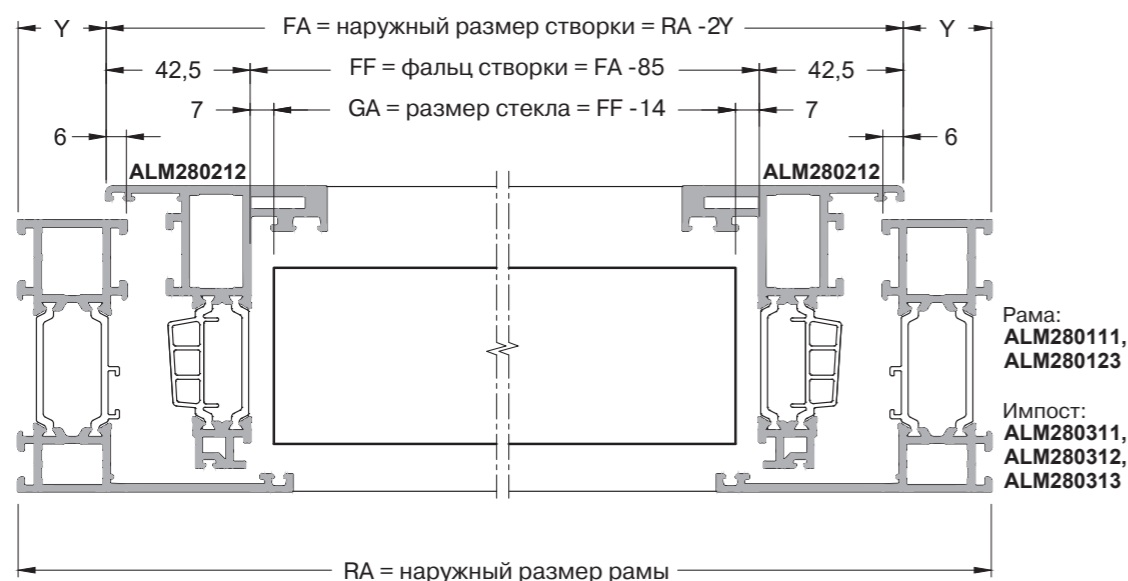 Y FA = наружный размер створки = RA -2Y Y
42,5 FF = фальц створки = FA -85 42,5
7 GA = размер стекла = FF -14 7
6 6
ALM280212 ALM280212
Рама:
ALM280111,
ALM280123
Импост:
ALM280311,
ALM280312,
ALM280313
RA = наружный размер рамы